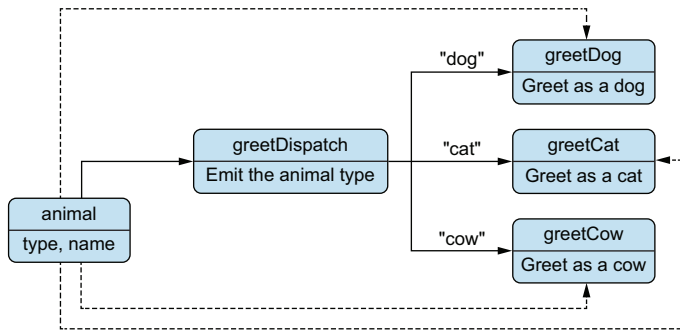 greetDog
Greet as a dog
"dog"
greetDispatch
Emit the animal type
"cat"
greetCat
Greet as a cat
animal
type, name
"cow"
greetCow
Greet as a cow